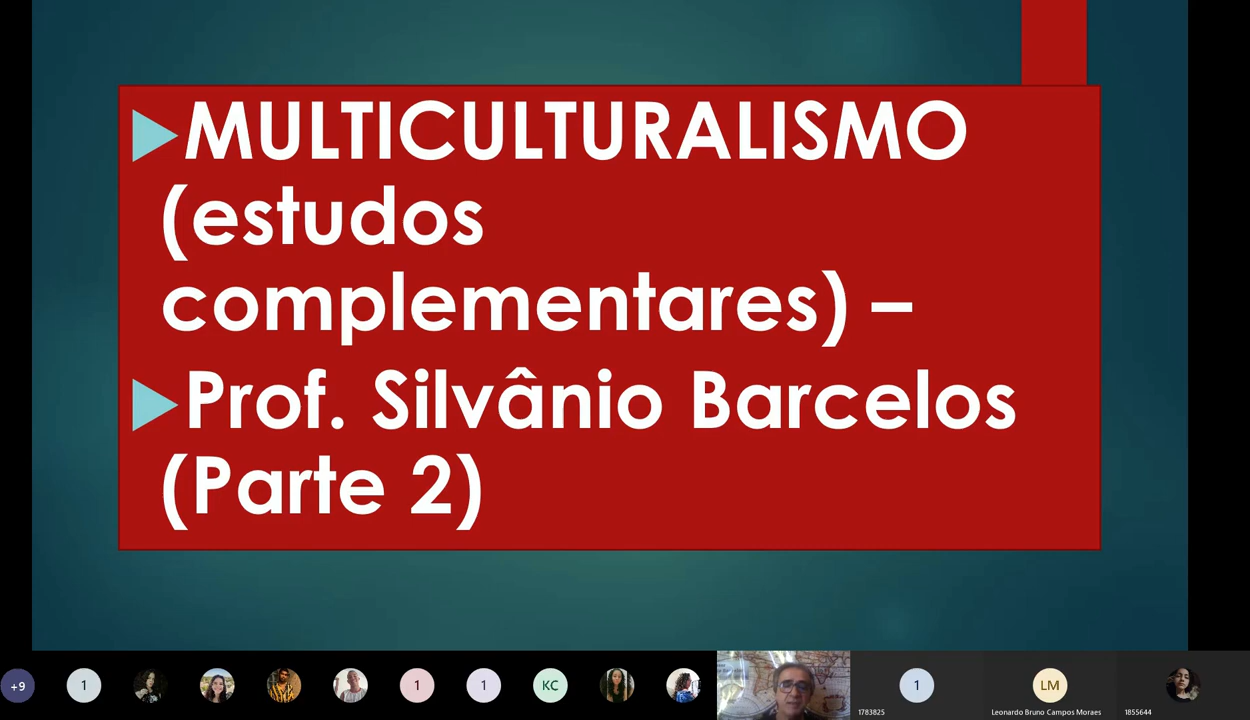 MULTICULTURALISMO
(estudos
complementares) –
Prof. Silvânio Barcelos
(Parte 2)
+9
1
1
1
KC
1
LM
1783825
Leonardo Bruno Campos Moraes
1855644